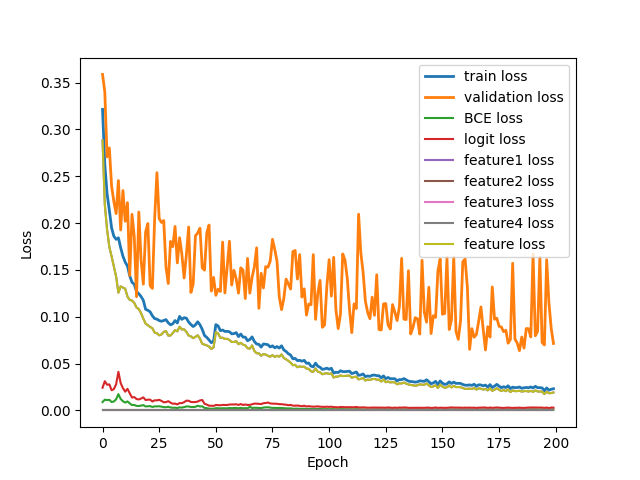 0.35
0.30
0.25
0.20
0.15
0.10
0.05
0.00
Loss
0 25 50 75 100 125 150 175 200
Epoch
train loss
validation loss
BCE loss
logit loss
feature1 loss
feature2 loss
feature3 loss
feature4 loss
feature loss